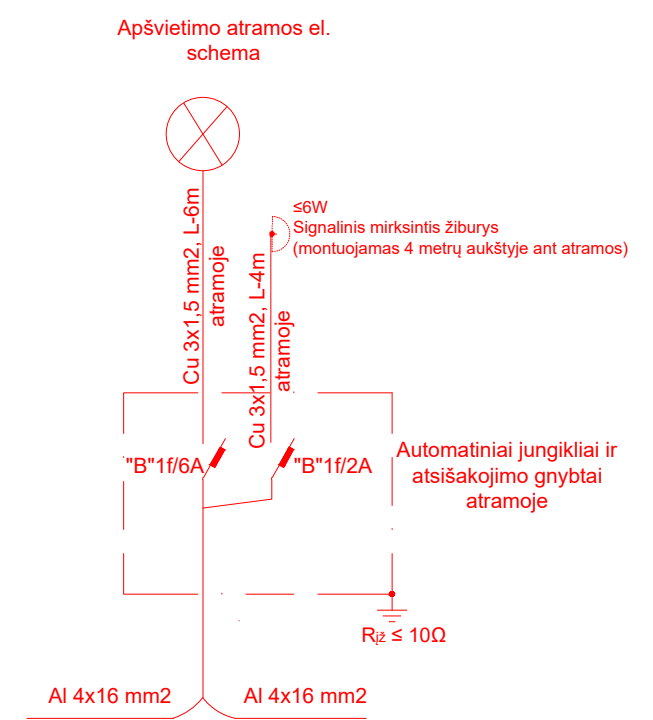 Apšvietimo atramos el.
schema
≤6W
Signalinis mirksintis žiburys
(montuojamas 4 metrų aukštyje ant atramos)
Cu 3x1,5 mm2, L-6m
atramoje
Cu 3x1,5 mm2, L-4m
atramoje
"B"1f/6A
"B"1f/2A
Automatiniai jungikliai ir
atsišakojimo gnybtai
atramoje
Rįž ≤ 10Ω
Al 4x16 mm2
Al 4x16 mm2